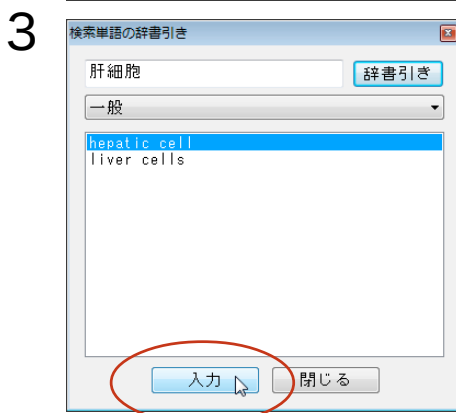 3
検索単語の辞書引き
肝細胞
辞書引き
一般
hepatic cell
liver cells
入力
閉じる